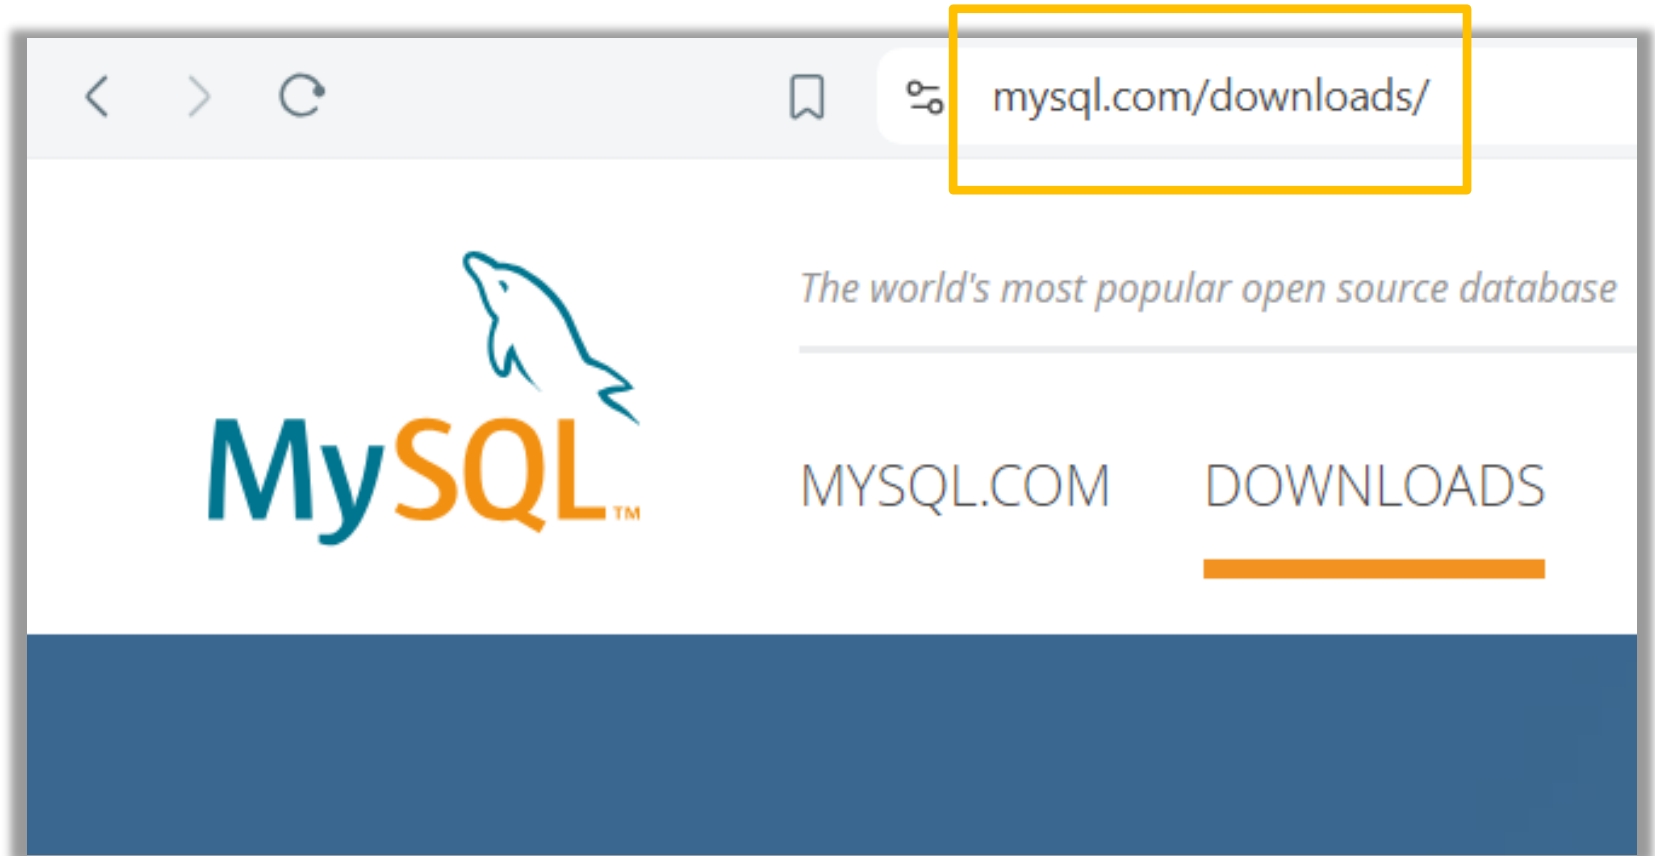 mysql.com/downloads/
The world's most popular open source database
MySQL™
MYSQL.COM DOWNLOADS